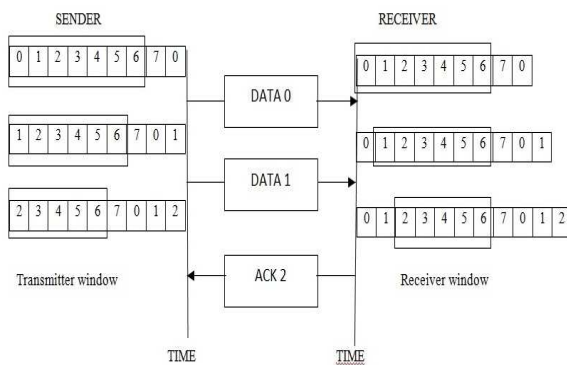 SENDER RECEIVER
0 1 2 3 4 5 6 7 0
0 1 2 3 4 5 6 7 0
DATA 0
1 2 3 4 5 6 7 0 1
0 1 2 3 4 5 6 7 0 1
DATA 1
2 3 4 5 6 7 0 1 2
0 1 2 3 4 5 6 7 0 1 2
Transmitter window
ACK 2
Receiver window
TIME TIME